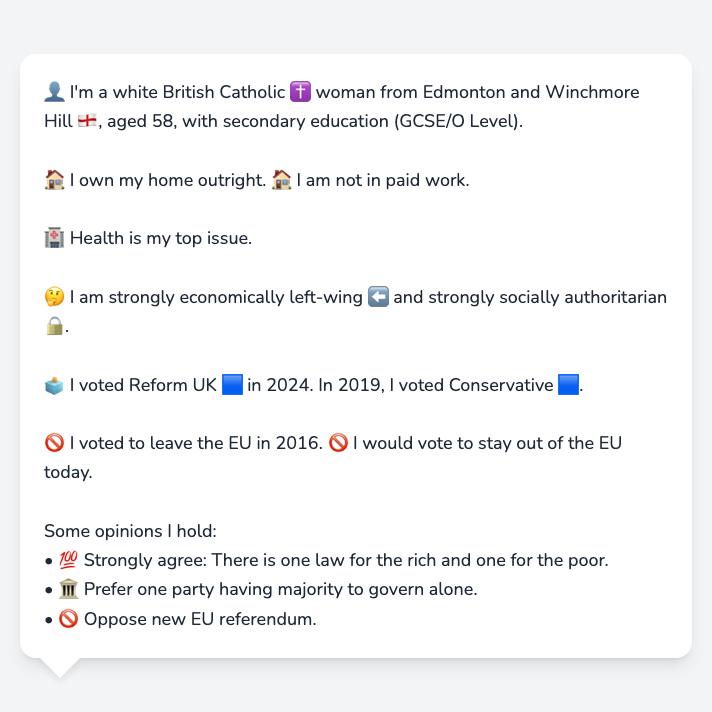 👤 I'm a white British Catholic ✝️ woman from Edmonton and Winchmore
Hill 🏴󠁧󠁢󠁥󠁮󠁧󠁿, aged 58, with secondary education (GCSE/O Level).
🏠 I own my home outright. 🏠 I am not in paid work.
🏥 Health is my top issue.
🤔 I am strongly economically left-wing ⬅️ and strongly socially authoritarian
🔒.
🗳️ I voted Reform UK 🟦 in 2024. In 2019, I voted Conservative 🟦.
🚫 I voted to leave the EU in 2016. 🚫 I would vote to stay out of the EU
today.
Some opinions I hold:
• 💯 Strongly agree: There is one law for the rich and one for the poor.
• 🏛️ Prefer one party having majority to govern alone.
• 🚫 Oppose new EU referendum.